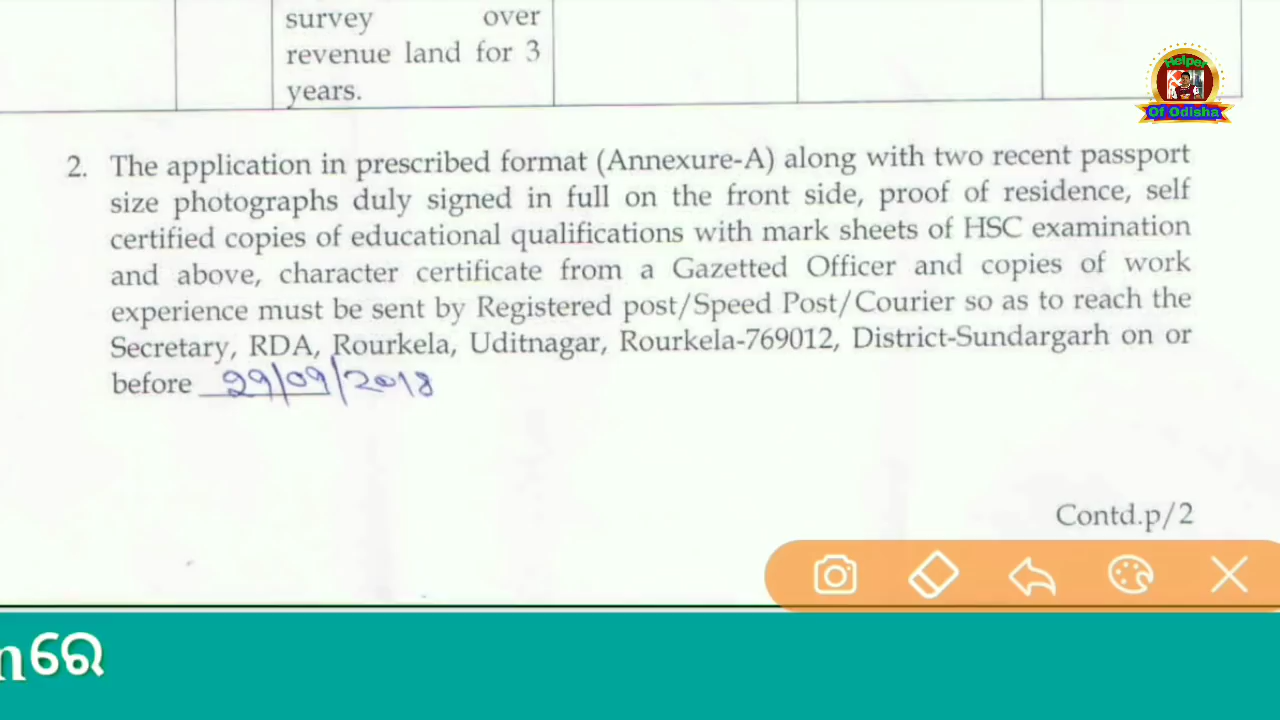 survey over
revenue land for 3
years.
Helper
Of Odisha
2. The application in prescribed format (Annexure-A) along with two recent passport
size photographs duly signed in full on the front side, proof of residence, self
certified copies of educational qualifications with mark sheets of HSC examination
and above, character certificate from a Gazetted Officer and copies of work
experience must be sent by Registered post/Speed Post/Courier so as to reach the
Secretary, RDA, Rourkela, Uditnagar, Rourkela-769012, District-Sundargarh on or
before 29/09/2018
Contd.p/2
ରେ